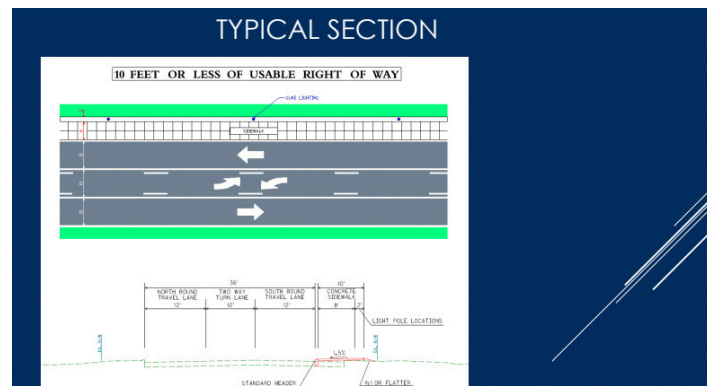 TYPICAL SECTION
10 FEET OR LESS OF USABLE RIGHT OF WAY
DUKE LIGHTING
SIDEWALK
36'
10'
NORTH BOUND
TRAVEL LANE
TWO WAY
TURN LANE
SOUTH BOUND
TRAVEL LANE
CONCRETE
SIDEWALK
12'
12'
12'
8'
2'
LIGHT POLE LOCATIONS
STANDARD HEADER
4:1 OR FLATTER